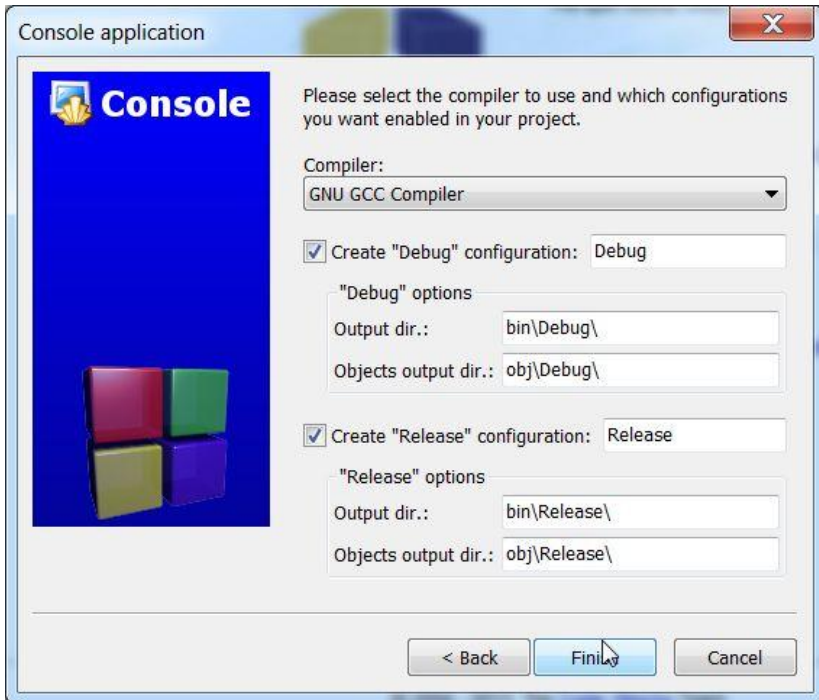 Console application
Console
Please select the compiler to use and which configurations
you want enabled in your project.
Compiler:
GNU GCC Compiler
Create "Debug" configuration: Debug
"Debug" options
Output dir.: bin\Debug\
Objects output dir.: obj\Debug\
Create "Release" configuration: Release
"Release" options
Output dir.: bin\Release\
Objects output dir.: obj\Release\
< Back
Cancel